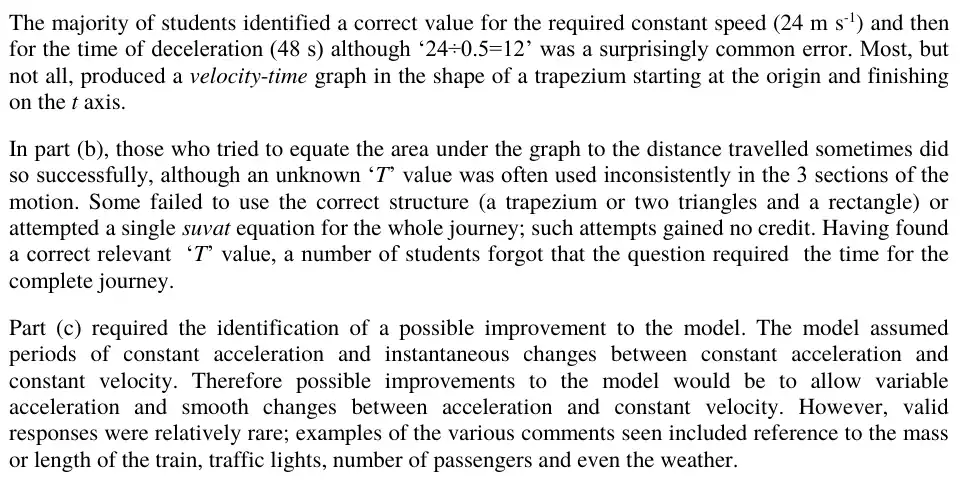 The majority of students identified a correct value for the required constant speed (24 m s⁻¹) and then
for the time of deceleration (48 s) although ‘24÷0.5=12’ was a surprisingly common error. Most, but
not all, produced a velocity-time graph in the shape of a trapezium starting at the origin and finishing
on the t axis.
In part (b), those who tried to equate the area under the graph to the distance travelled sometimes did
so successfully, although an unknown ‘T’ value was often used inconsistently in the 3 sections of the
motion. Some failed to use the correct structure (a trapezium or two triangles and a rectangle) or
attempted a single suvat equation for the whole journey; such attempts gained no credit. Having found
a correct relevant ‘T’ value, a number of students forgot that the question required the time for the
complete journey.
Part (c) required the identification of a possible improvement to the model. The model assumed
periods of constant acceleration and instantaneous changes between constant acceleration and
constant velocity. Therefore possible improvements to the model would be to allow variable
acceleration and smooth changes between acceleration and constant velocity. However, valid
responses were relatively rare; examples of the various comments seen included reference to the mass
or length of the train, traffic lights, number of passengers and even the weather.